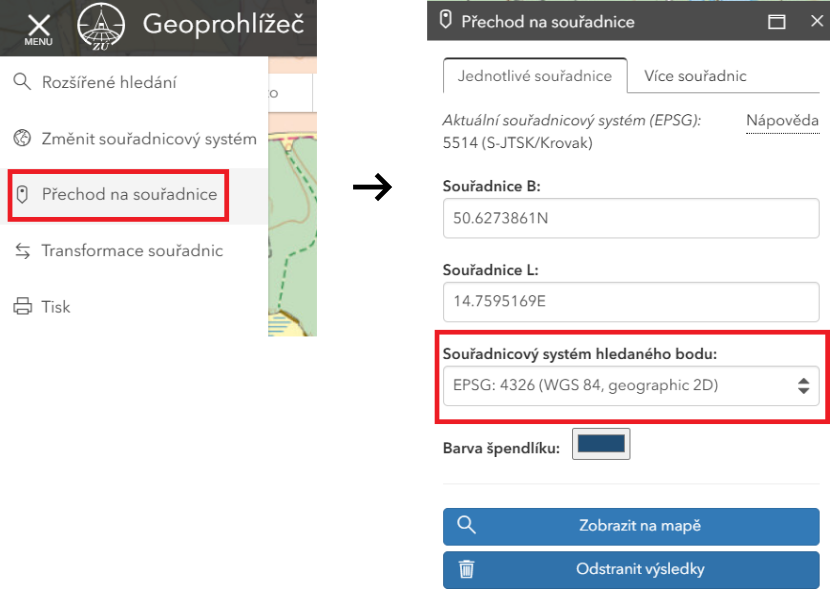 MENU
ZÚ
Geoprohlížeč
Rozšířené hledání
Změnit souřadnicový systém
Přechod na souřadnice
Transformace souřadnic
Tisk
Přechod na souřadnice
Jednotlivé souřadnice
Více souřadnic
Aktuální souřadnicový systém (EPSG):
Nápověda
5514 (S-JTSK/Krovak)
Souřadnice B:
50.6273861N
Souřadnice L:
14.7595169E
Souřadnicový systém hledaného bodu:
EPSG: 4326 (WGS 84, geographic 2D)
Barva špendlíku:
Zobrazit na mapě
Odstranit výsledky